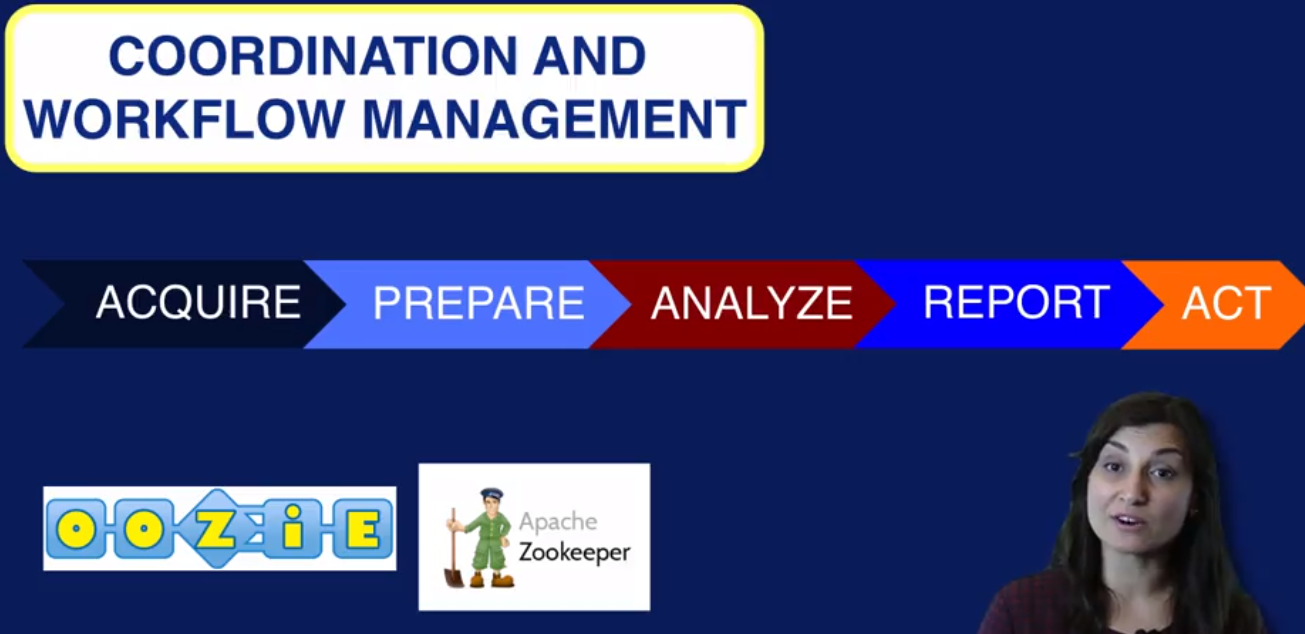 COORDINATION AND
WORKFLOW MANAGEMENT
ACQUIRE PREPARE ANALYZE REPORT ACT
OOZiE
Apache
Zookeeper